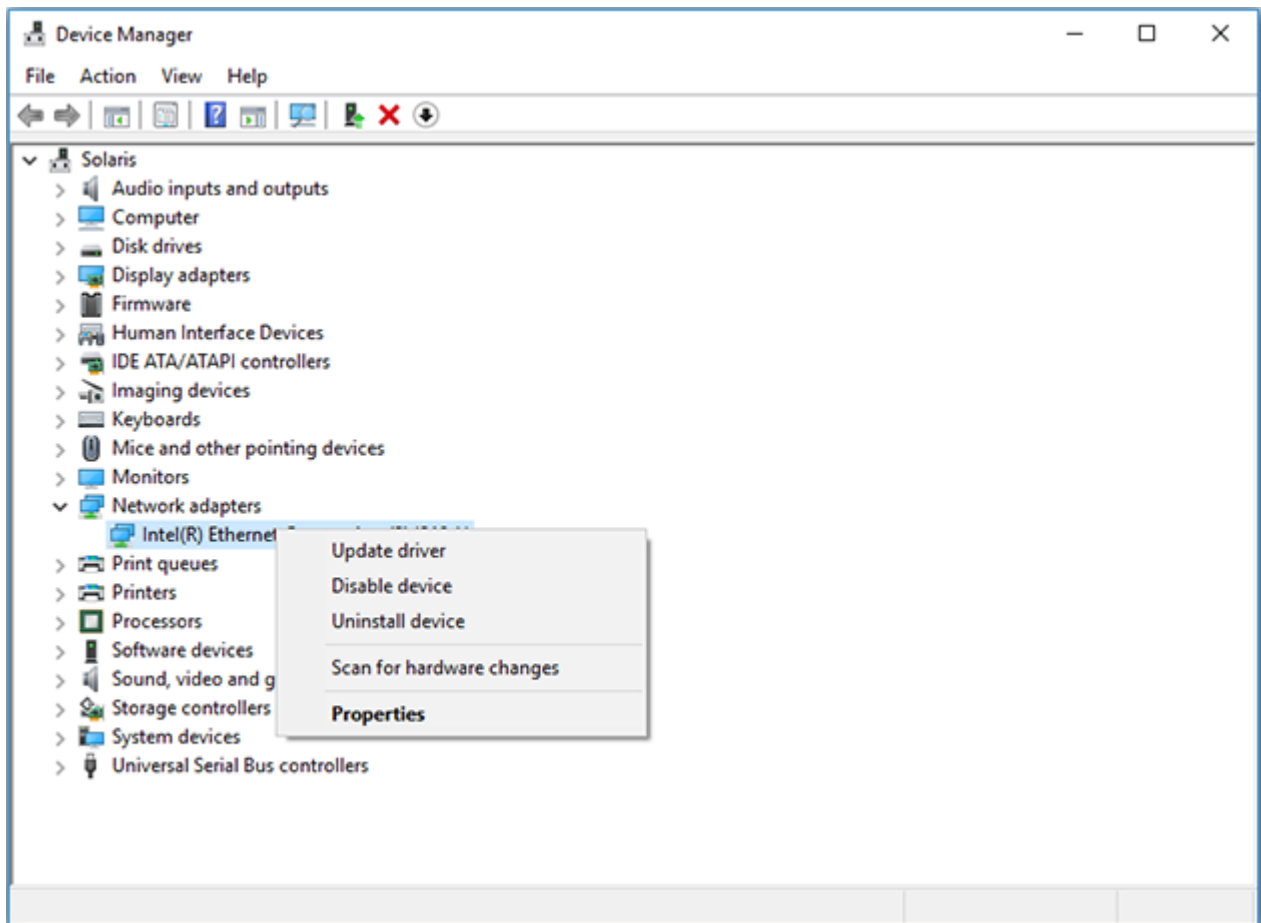 Device Manager
File Action View Help
Solaris
Audio inputs and outputs
Computer
Disk drives
Display adapters
Firmware
Human Interface Devices
IDE ATA/ATAPI controllers
Imaging devices
Keyboards
Mice and other pointing devices
Monitors
Network adapters
Intel(R) Ethernet
Print queues
Printers
Processors
Software devices
Sound, video and g
Storage controllers
System devices
Universal Serial Bus controllers
Update driver
Disable device
Uninstall device
Scan for hardware changes
Properties